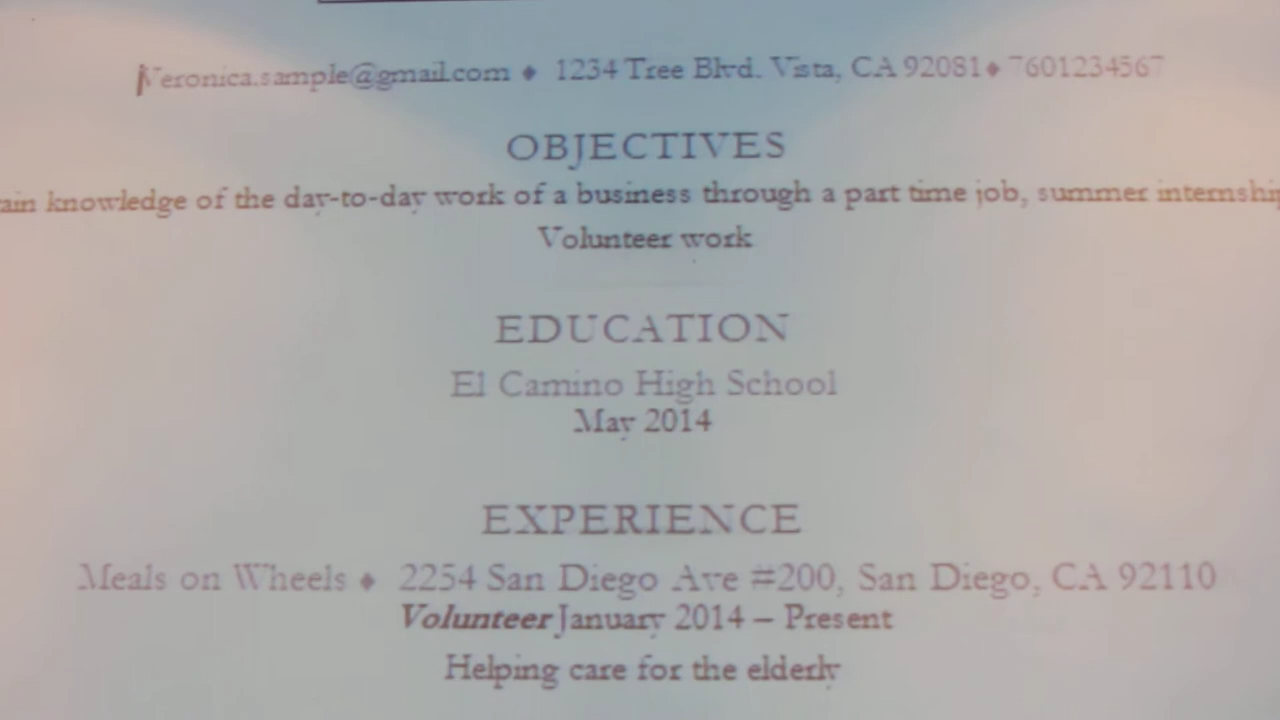 Veronica.sample@gmail.com ♦ 1234 Tree Blvd. Vista, CA 92081♦ 7601234567
OBJECTIVES
knowledge of the day-to-day work of a business through a part time job, summer
Volunteer work
EDUCATION
El Camino High School
May 2014
EXPERIENCE
Meals on Wheels ♦ 2254 San Diego Ave #200, San Diego, CA 92110
Volunteer January 2014 – Present
Helping care for the elderly